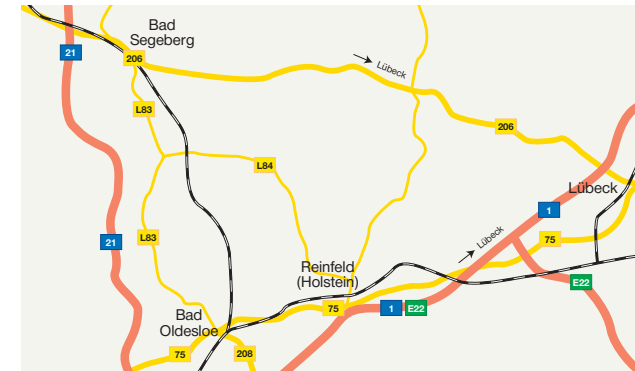 Bad
Segeberg
21
206
Lübeck
L83
206
L84
Lübeck
1
L83
21
Lübeck
75
Reinfeld
(Holstein)
E22
75
1
E22
Bad
Oldesloe
75
208